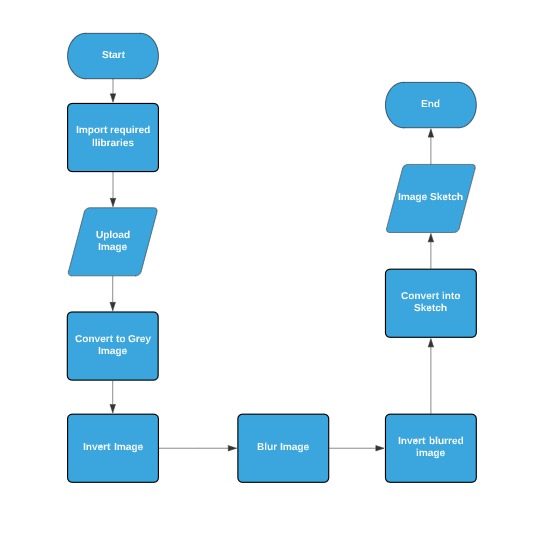 Start
Import required
llibraries
Upload
Image
Convert to Grey
Image
Invert Image
Blur Image
Invert blurred
image
Convert into
Sketch
Image Sketch
End